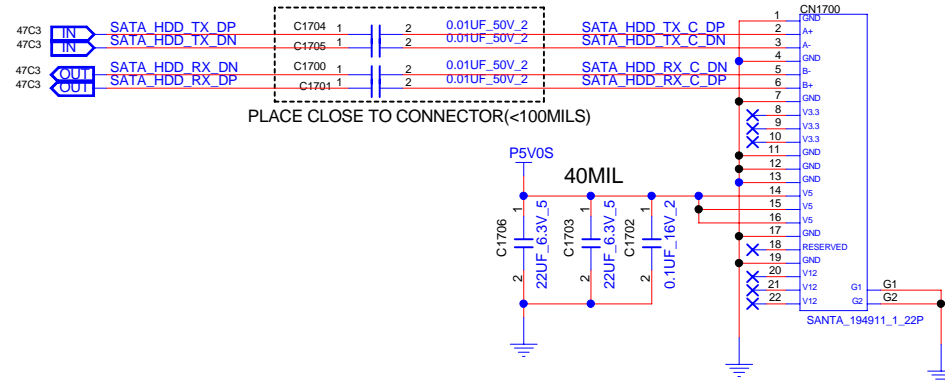 CN1700
47C3 IN SATA_HDD_TX_DP C1704 1 2 0.01UF_50V_2 SATA_HDD_TX_C_DP
47C3 IN SATA_HDD_TX_DN C1705 1 2 0.01UF_50V_2 SATA_HDD_TX_C_DN
47C3 OUT SATA_HDD_RX_DN C1700 1 2 0.01UF_50V_2 SATA_HDD_RX_C_DN
47C3 OUT SATA_HDD_RX_DP C1701 1 2 0.01UF_50V_2 SATA_HDD_RX_C_DP
PLACE CLOSE TO CONNECTOR(<100MILS)
1 GND
2 A+
3 A-
4 GND
5 B-
6 B+
7 GND
8 V3.3
9 V3.3
10 V3.3
11 GND
12 GND
13 GND
14 V5
15 V5
16 V5
17 GND
18 RESERVED
19 GND
20 V12
21 V12
22 V12
G1 G1
G2 G2
SANTA_194911_1_22P
P5V0S
40MIL
C1706 1 2 22UF_6.3V_5
C1703 1 2 22UF_6.3V_5
C1702 1 2 0.1UF_16V_2